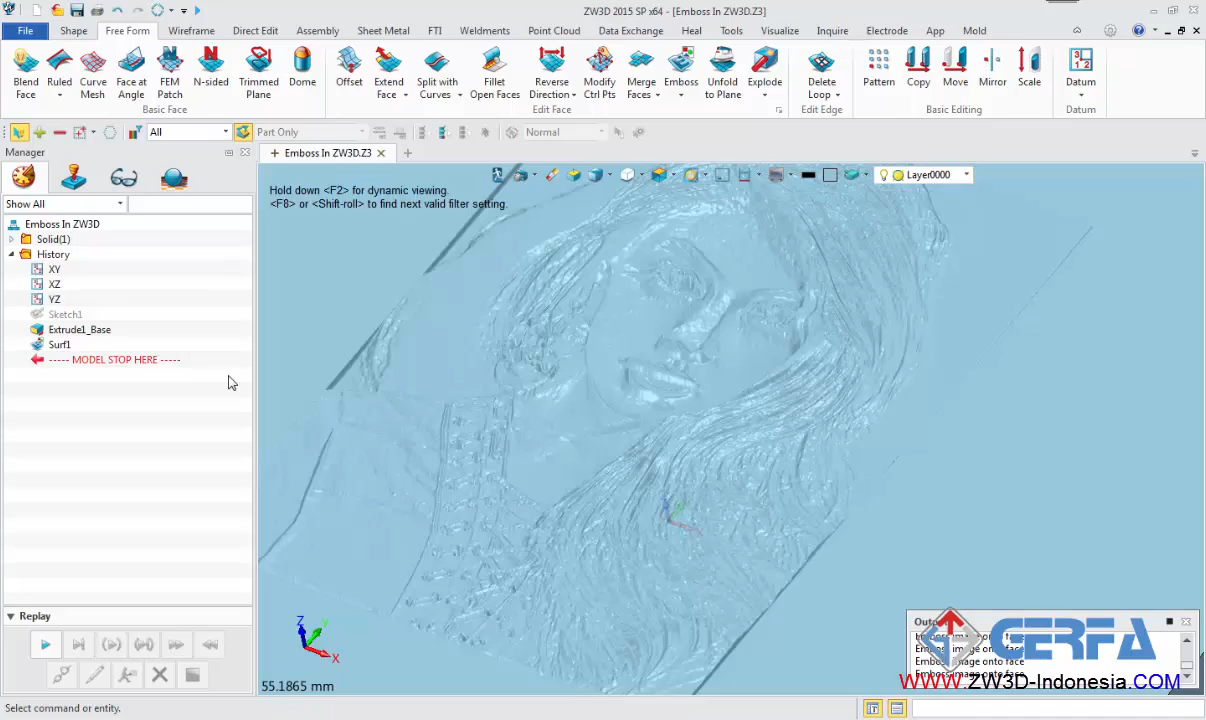 ZW3D 2015 SP x64 - [Emboss In ZW3D.Z3]
File Shape Free Form Wireframe Direct Edit Assembly Sheet Metal FTI Weldments Point Cloud Data Exchange Heal Tools Visualize Inquire Electrode App Mold
Blend Face Ruled Curve Mesh Face at Angle FEM Patch N-sided Trimmed Plane Dome Offset Extend Face Split with Curves Fillet Open Faces Reverse Direction Modify Ctrl Pts Merge Faces Emboss Unfold to Plane Explode Delete Loop Pattern Copy Move Mirror Scale Datum
Basic Face Edit Face Edit Edge Basic Editing Datum
All Part Only Normal
Manager Emboss In ZW3D.Z3
Layer0000
Hold down <F2> for dynamic viewing.
<F8> or <Shift-roll> to find next valid filter setting.
Show All
Emboss In ZW3D
Solid(1)
History
XY
XZ
YZ
Sketch1
Extrude1_Base
Surf1
----- MODEL STOP HERE -----
Replay
Z
Y
X
55.1865 mm
Emboss image onto face
Emboss image onto face
CERFA
WWW.ZW3D-Indonesia.COM
Select command or entity.